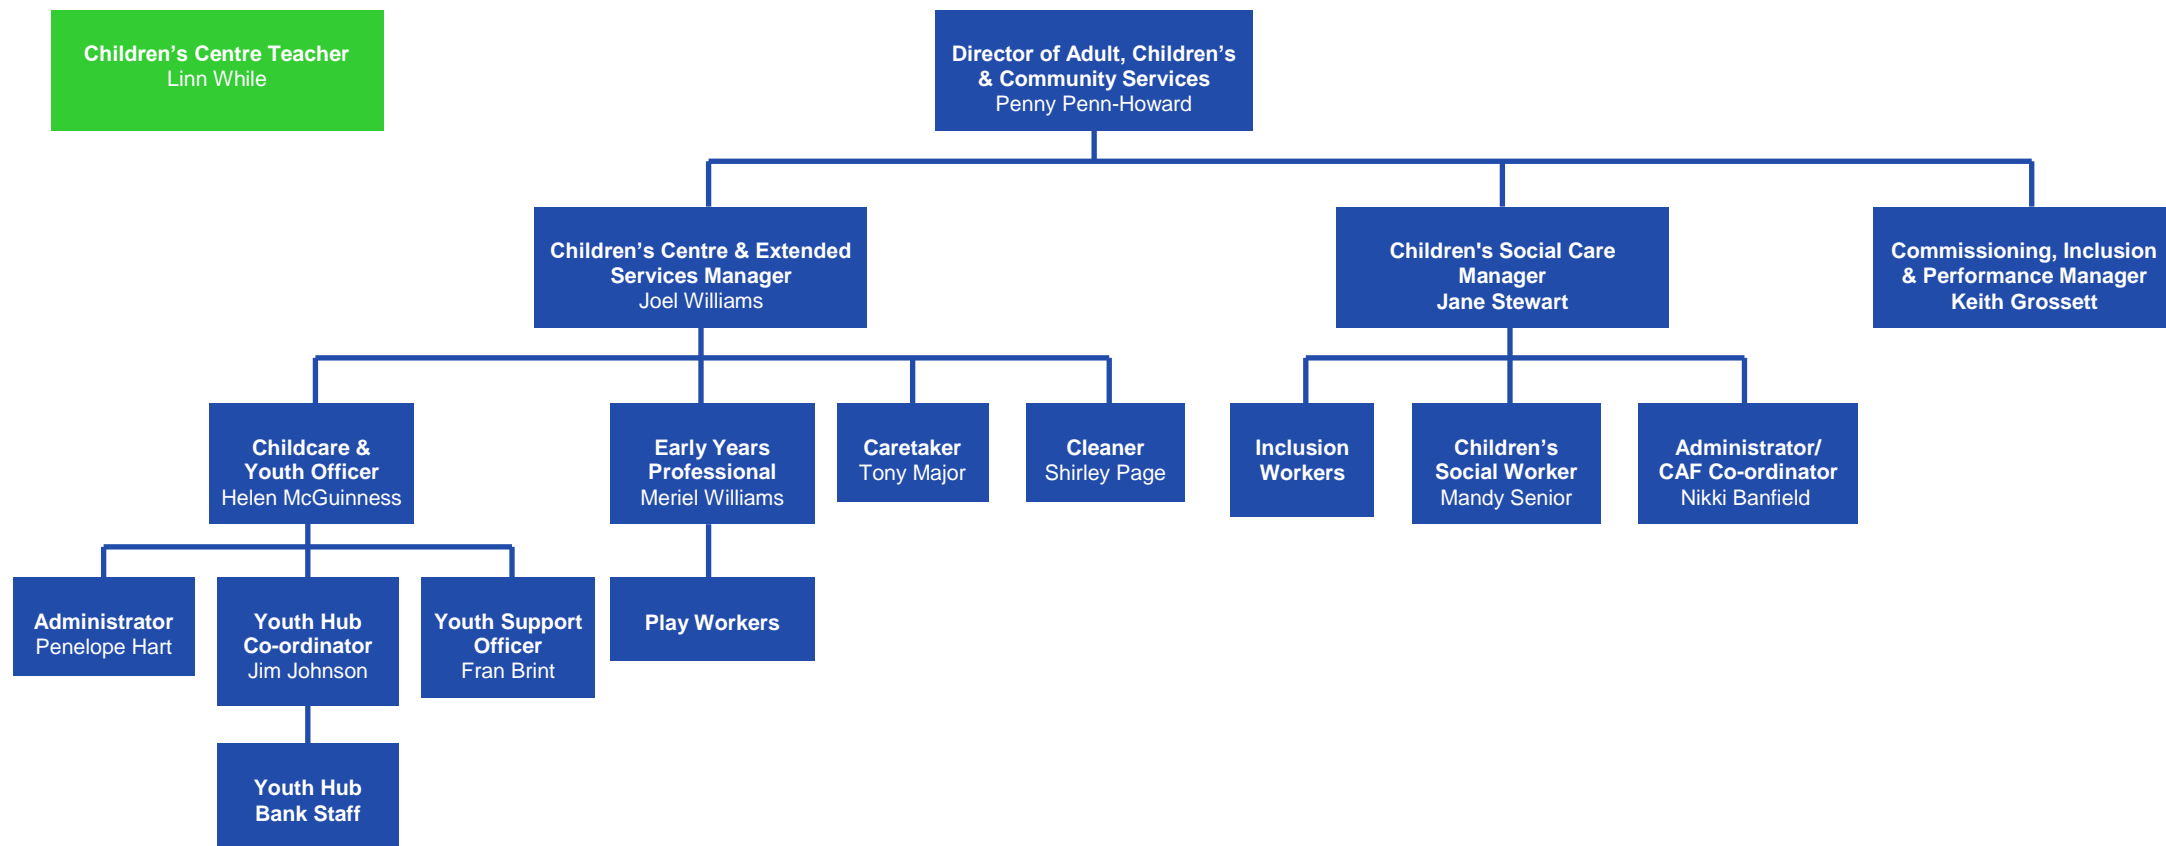 Children’s Centre Teacher
Linn While
Director of Adult, Children’s
& Community Services
Penny Penn-Howard
Children’s Centre & Extended
Services Manager
Joel Williams
Children's Social Care
Manager
Jane Stewart
Commissioning, Inclusion
& Performance Manager
Keith Grossett
Childcare &
Youth Officer
Helen McGuinness
Early Years
Professional
Meriel Williams
Caretaker
Tony Major
Cleaner
Shirley Page
Inclusion
Workers
Children’s
Social Worker
Mandy Senior
Administrator/
CAF Co-ordinator
Nikki Banfield
Administrator
Penelope Hart
Youth Hub
Co-ordinator
Jim Johnson
Youth Support
Officer
Fran Brint
Play Workers
Youth Hub
Bank Staff